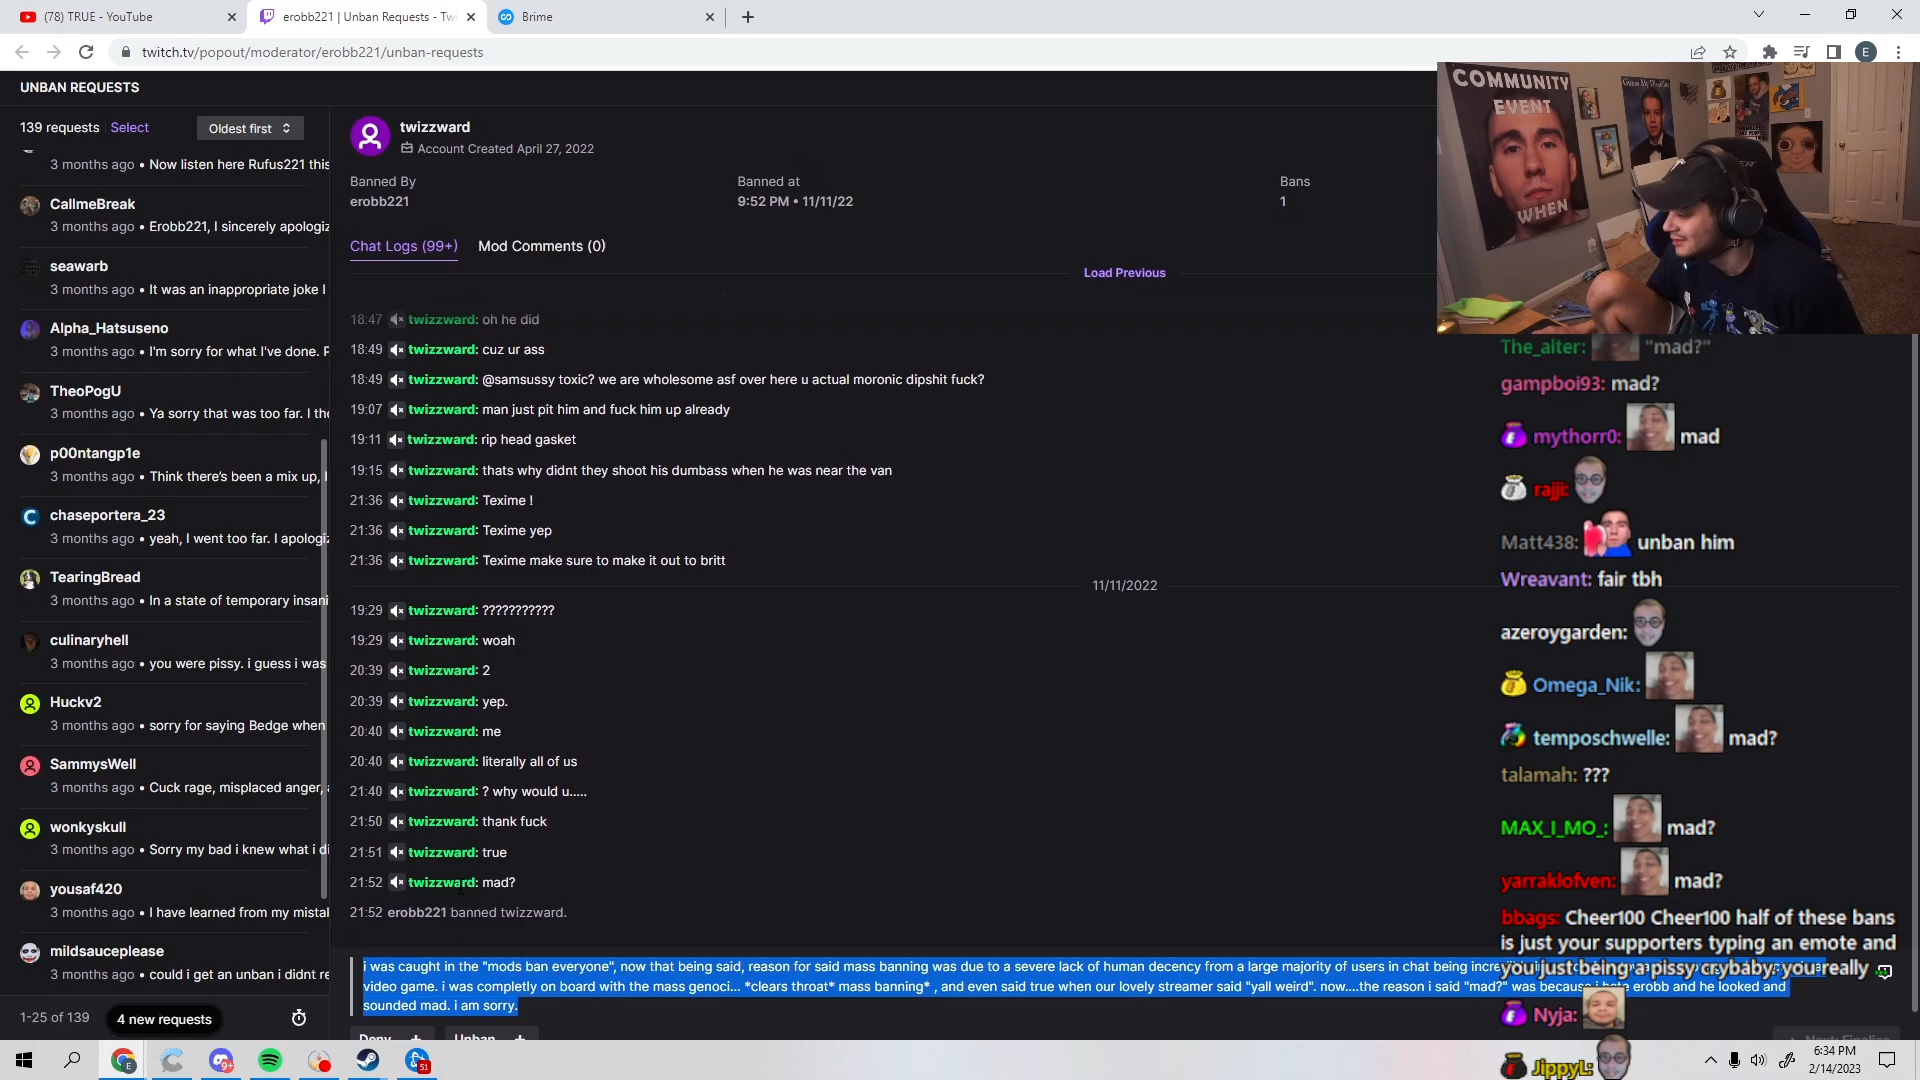 (78) TRUE - YouTube
erobb221 | Unban Requests - Tw
Brime
twitch.tv/popout/moderator/erobb221/unban-requests
E
UNBAN REQUESTS
139 requests Select Oldest first
3 months ago • Now listen here Rufus221 this
CallmeBreak
3 months ago • Erobb221, I sincerely apologiz
seawarb
3 months ago • It was an inappropriate joke I
Alpha_Hatsuseno
3 months ago • I'm sorry for what I've done. P
TheoPogU
3 months ago • Ya sorry that was too far. I tho
p00ntangp1e
3 months ago • Think there's been a mix up, I
chaseportera_23
3 months ago • yeah, I went too far. I apologiz
TearingBread
3 months ago • In a state of temporary insani
culinaryhell
3 months ago • you were pissy. i guess i was
Huckv2
3 months ago • sorry for saying Bedge when
SammysWell
3 months ago • Cuck rage, misplaced anger,
wonkyskull
3 months ago • Sorry my bad i knew what i di
yousaf420
3 months ago • I have learned from my mistak
mildsauceplease
3 months ago • could i get an unban i didnt re
1-25 of 139
4 new requests
twizzward
Account Created April 27, 2022
Banned By
erobb221
Banned at
9:52 PM • 11/11/22
Bans
1
Chat Logs (99+) Mod Comments (0)
Load Previous
18:47 twizzward: oh he did
18:49 twizzward: cuz ur ass
18:49 twizzward: @samsussy toxic? we are wholesome asf over here u actual moronic dipshit fuck?
19:07 twizzward: man just pit him and fuck him up already
19:11 twizzward: rip head gasket
19:15 twizzward: thats why didnt they shoot his dumbass when he was near the van
21:36 twizzward: Texime !
21:36 twizzward: Texime yep
21:36 twizzward: Texime make sure to make it out to britt
11/11/2022
19:29 twizzward: ???????????
19:29 twizzward: woah
20:39 twizzward: 2
20:39 twizzward: yep.
20:40 twizzward: me
20:40 twizzward: literally all of us
21:40 twizzward: ? why would u.....
21:50 twizzward: thank fuck
21:51 twizzward: true
21:52 twizzward: mad?
21:52 erobb221 banned twizzward.
i was caught in the "mods ban everyone", now that being said, reason for said mass banning was due to a severe lack of human decency from a large majority of users in chat being
video game. i was completly on board with the mass genoci... *clears throat* mass banning* , and even said true when our lovely streamer said "yall weird". now....the reason i said "mad?" was because i hate erobb and he looked and
sounded mad. i am sorry.
Deny
Unban
COMMUNITY
EVENT
WHEN
The_alter: "mad?"
gampboi93: mad?
mythorr0: mad
rajji:
Matt438: unban him
Wreavant: fair tbh
azeroygarden:
Omega_Nik:
temposchwelle: mad?
talamah: ???
MAX_I_MO_: mad?
yarraklofven: mad?
bbags: Cheer100 Cheer100 half of these bans
is just your supporters typing an emote and
you just being a pissy crybaby. you really
Nyja:
JippyL:
E
9+
51
6:34 PM
2/14/2023